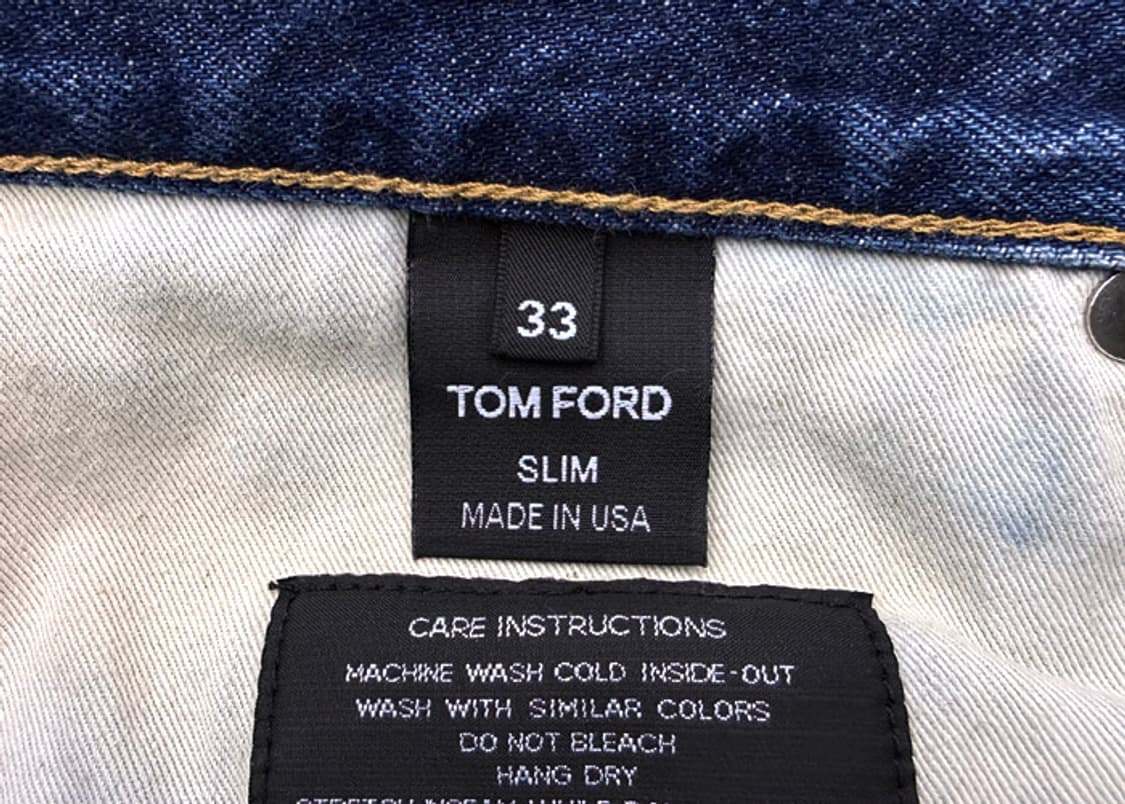 33
TOM FORD
SLIM
MADE IN USA
CARE INSTRUCTIONS
MACHINE WASH COLD INSIDE-OUT
WASH WITH SIMILAR COLORS
DO NOT BLEACH
HANG DRY